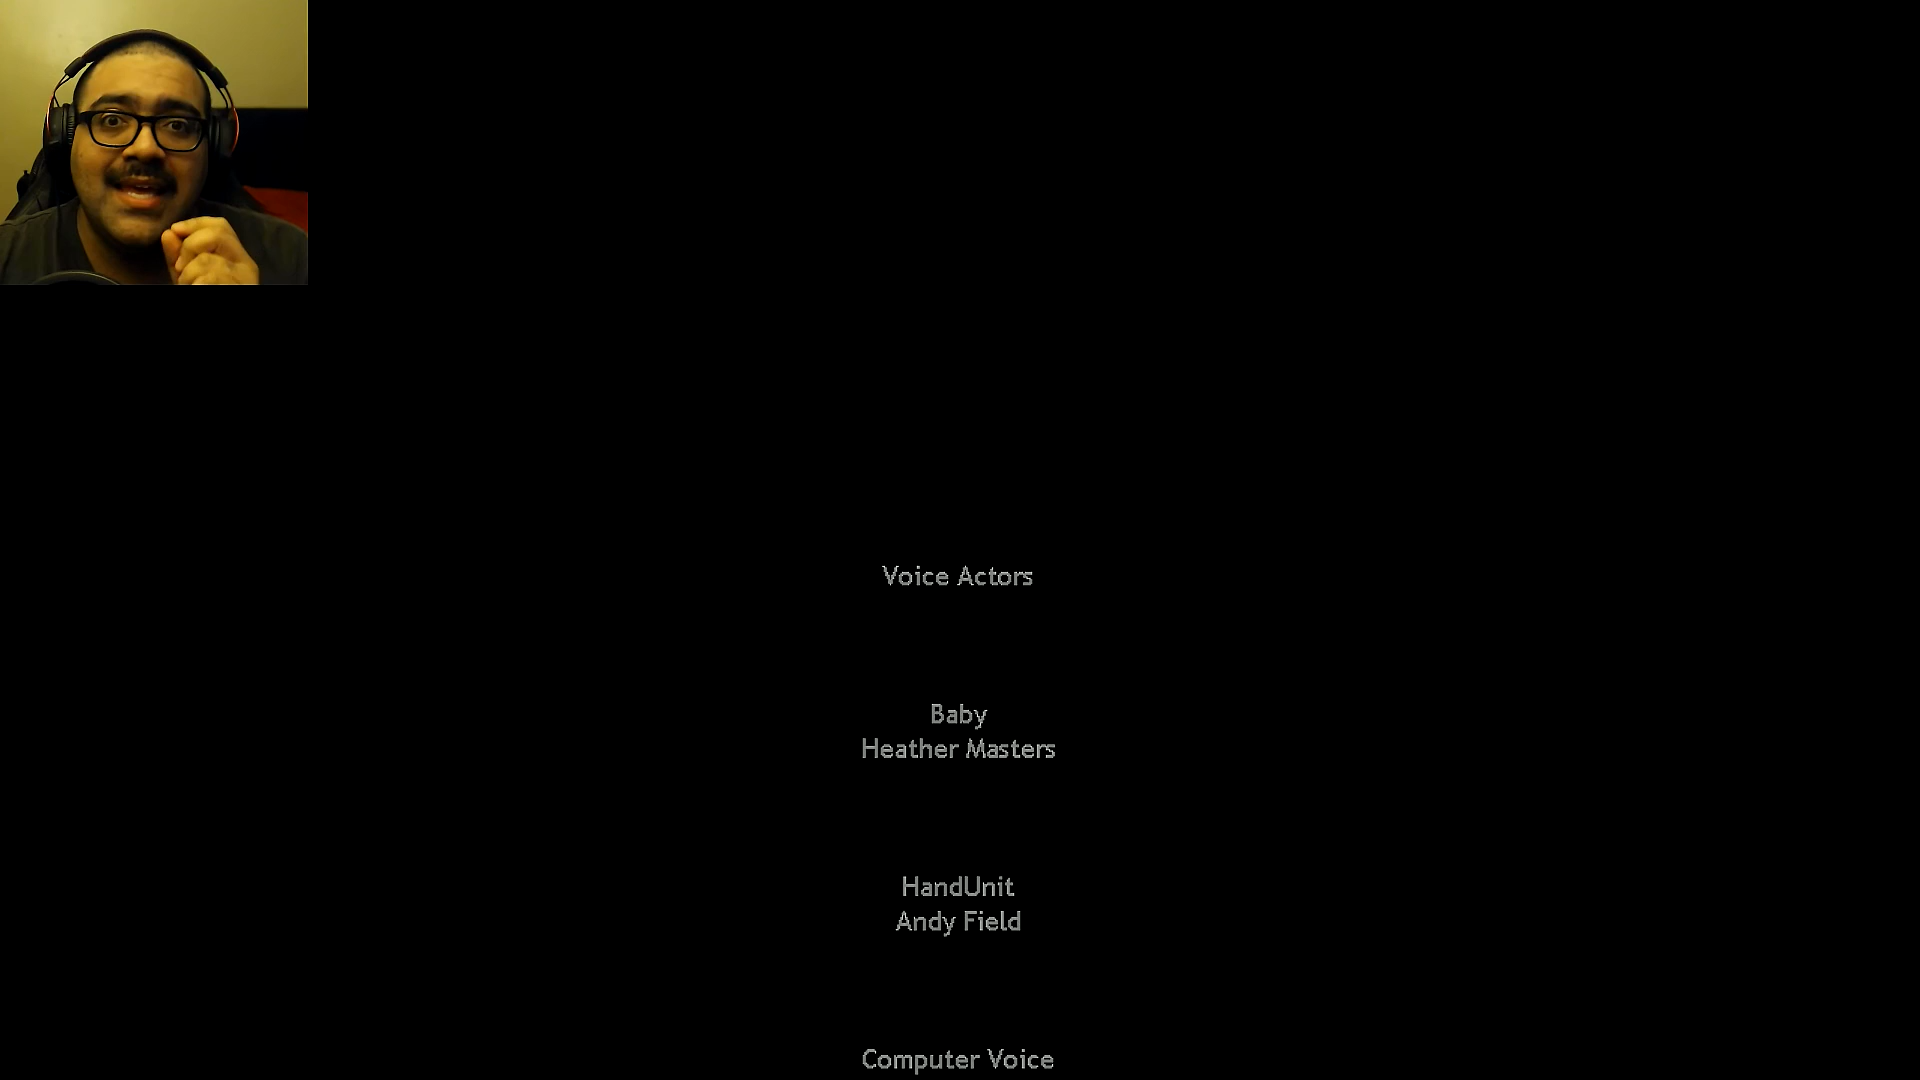 Voice Actors
Baby
Heather Masters
HandUnit
Andy Field
Computer Voice